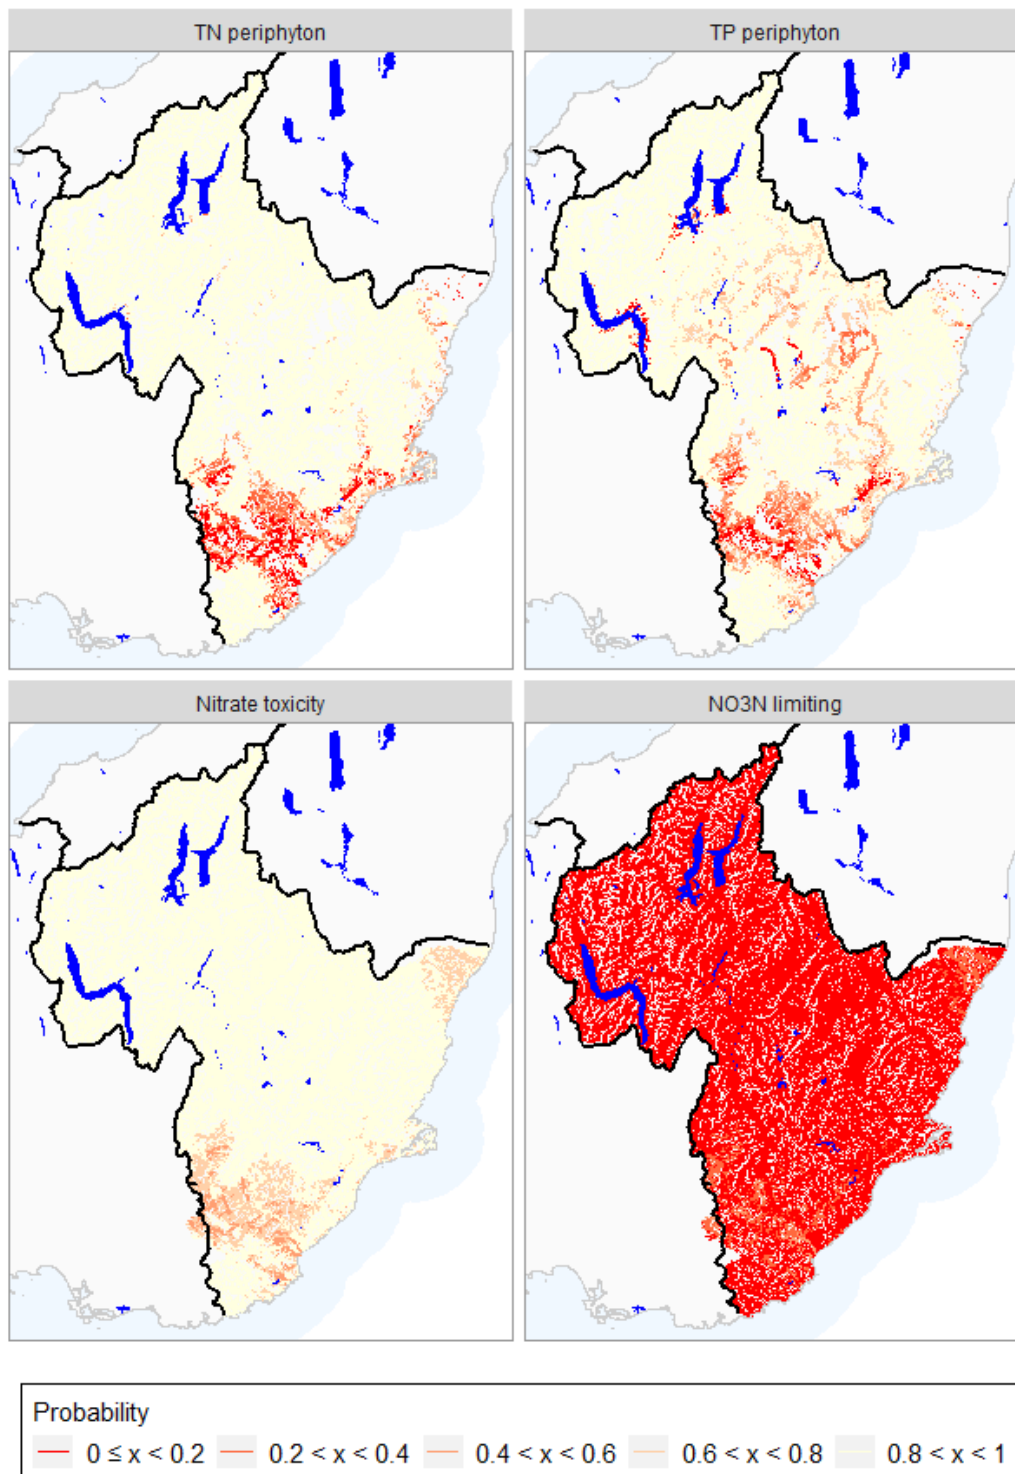 TN periphyton
TP periphyton
Nitrate toxicity
NO3N limiting
Probability
0 ≤ x < 0.2
0.2 < x < 0.4
0.4 < x < 0.6
0.6 < x < 0.8
0.8 < x < 1